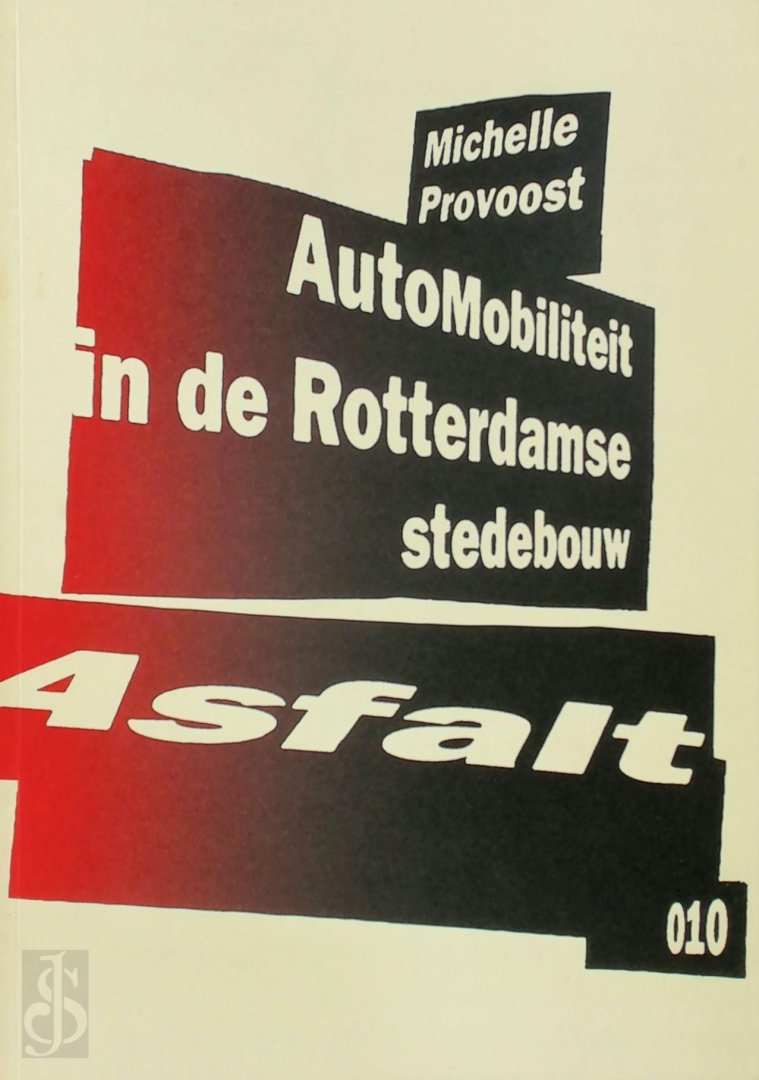 Michelle
Provoost
AutoMobiliteit
in de Rotterdamse
stedebouw
Asfalt
010